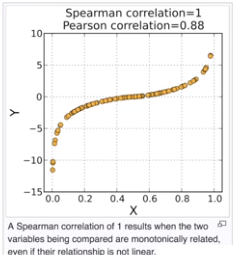 Spearman correlation=1
Pearson correlation=0.88
10
5
0
−5
−10
−15
Y
0.0 0.2 0.4 0.6 0.8 1.0
X
A Spearman correlation of 1 results when the two
variables being compared are monotonically related,
even if their relationship is not linear.